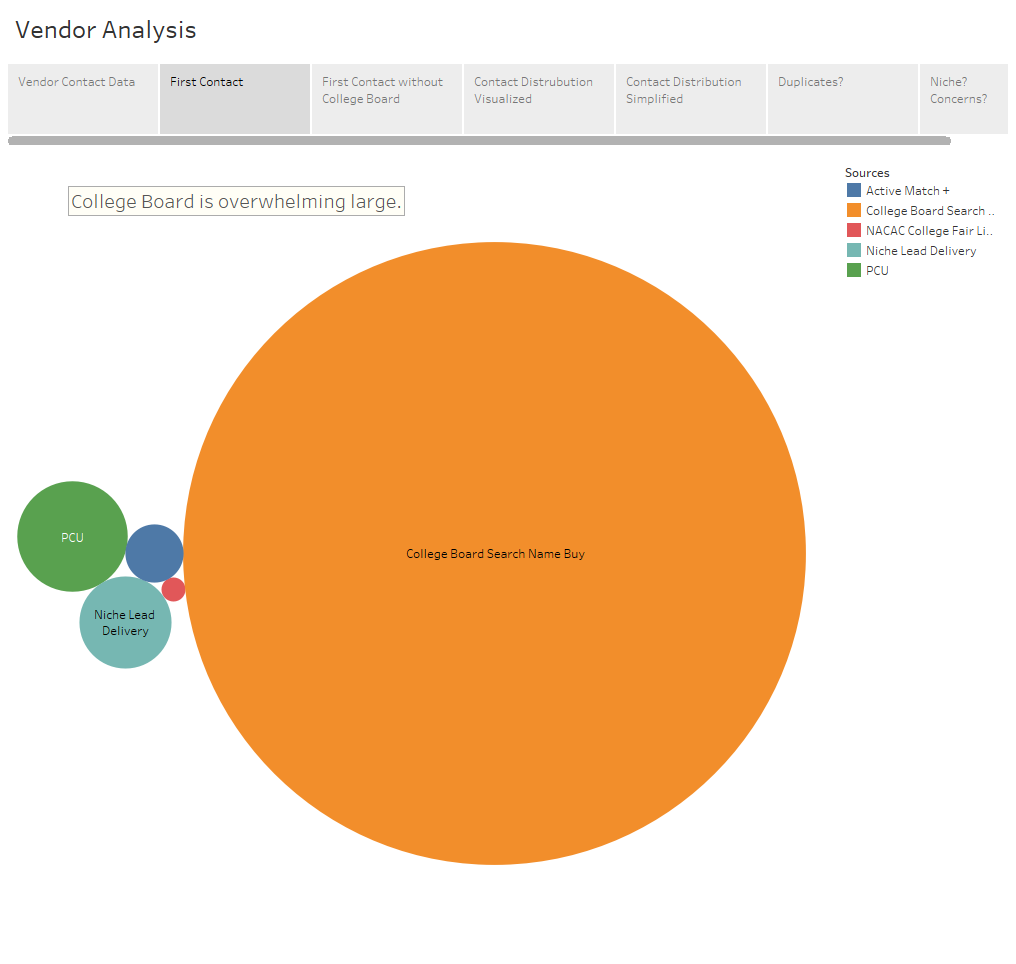 Vendor Analysis
Vendor Contact Data
First Contact
First Contact without
College Board
Contact Distrubution
Visualized
Contact Distribution
Simplified
Duplicates?
Niche?
Concerns?
College Board is overwhelming large.
Sources
Active Match +
College Board Search ..
NACAC College Fair Li..
Niche Lead Delivery
PCU
PCU
College Board Search Name Buy
Niche Lead
Delivery